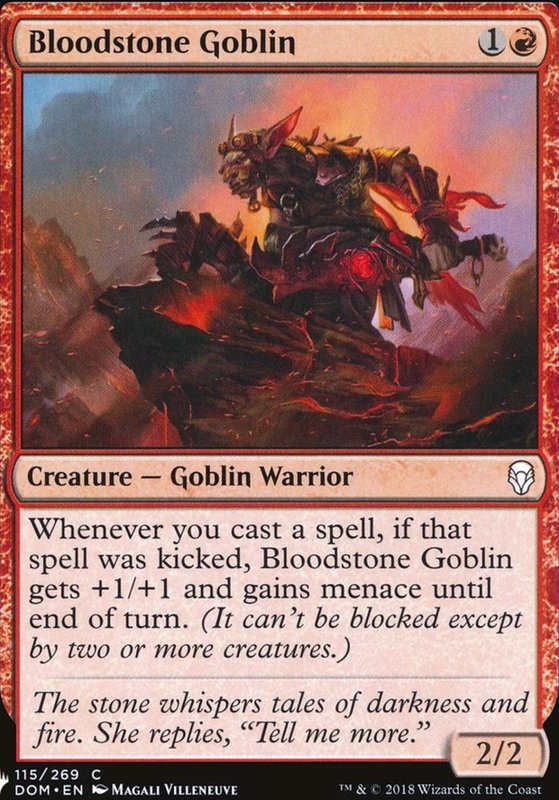 Bloodstone Goblin 1
Creature — Goblin Warrior
Whenever you cast a spell, if that
spell was kicked, Bloodstone Goblin
gets +1/+1 and gains menace until
end of turn. (It can't be blocked except
by two or more creatures.)
The stone whispers tales of darkness and
fire. She replies, “Tell me more.”
2/2
115/269 C
DOM • EN Magali Villeneuve
™ & © 2018 Wizards of the Coast